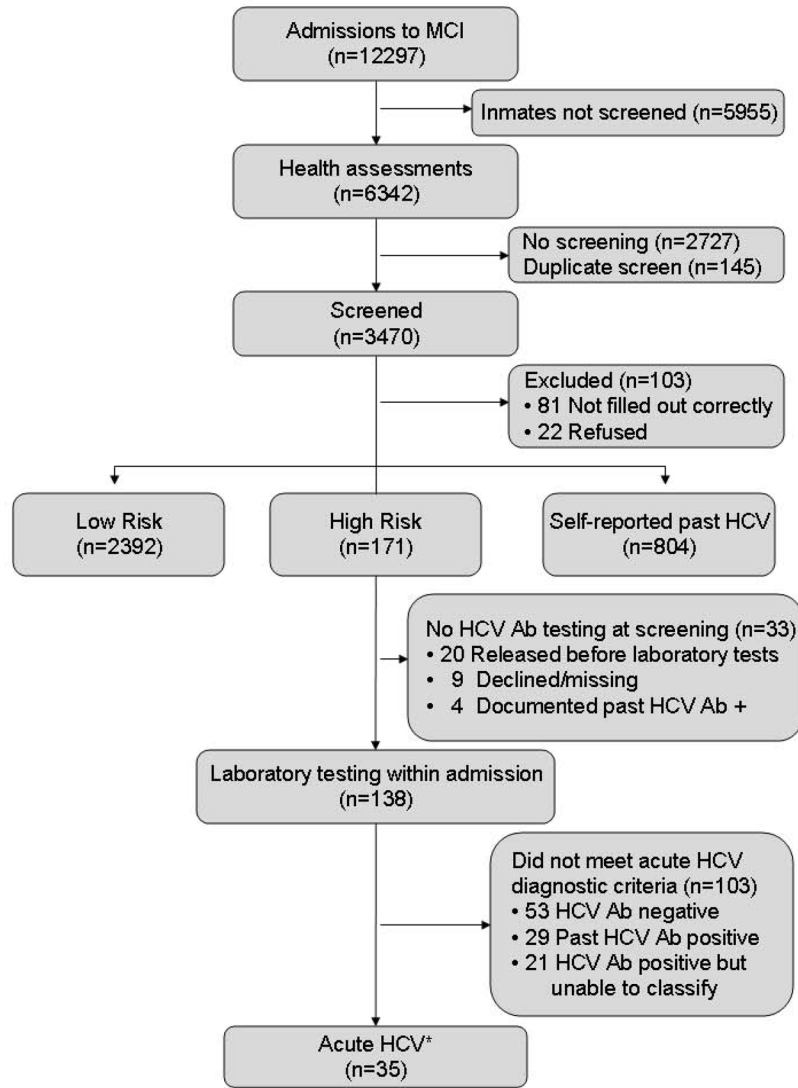 Admissions to MCI
(n=12297)
Inmates not screened (n=5955)
Health assessments
(n=6342)
No screening (n=2727)
Duplicate screen (n=145)
Screened
(n=3470)
Excluded (n=103)
• 81 Not filled out correctly
• 22 Refused
Low Risk
(n=2392)
High Risk
(n=171)
Self-reported past HCV
(n=804)
No HCV Ab testing at screening (n=33)
• 20 Released before laboratory tests
• 9 Declined/missing
• 4 Documented past HCV Ab +
Laboratory testing within admission
(n=138)
Did not meet acute HCV
diagnostic criteria (n=103)
• 53 HCV Ab negative
• 29 Past HCV Ab positive
• 21 HCV Ab positive but
unable to classify
Acute HCV*
(n=35)